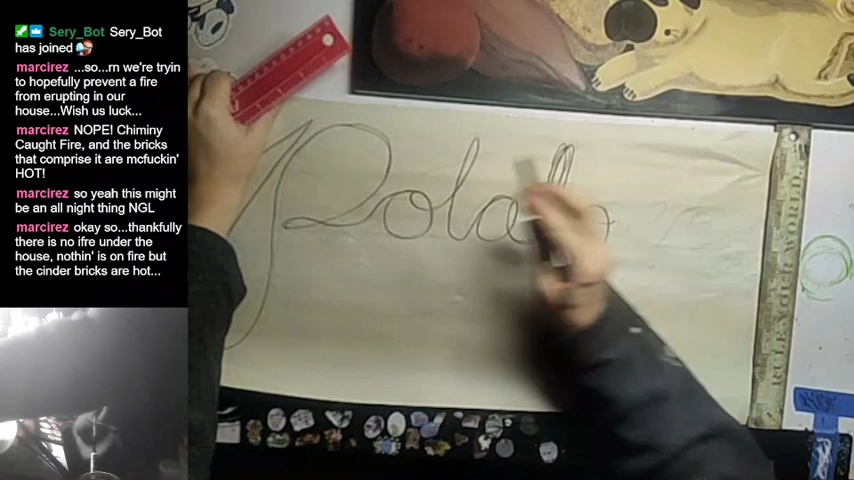 Sery_Bot Sery_Bot
has joined
marcirez ...so...rn we're tryin
to hopefully prevent a fire
from erupting in our
house...Wish us luck...
marcirez NOPE! Chiminy
Caught Fire, and the bricks
that comprise it are mcfuckin'
HOT!
marcirez so yeah this might
be an all night thing NGL
marcirez okay so...thankfully
there is no ifre under the
house, nothin' is on fire but
the cinder bricks are hot...
RULE YOUR WORLD.